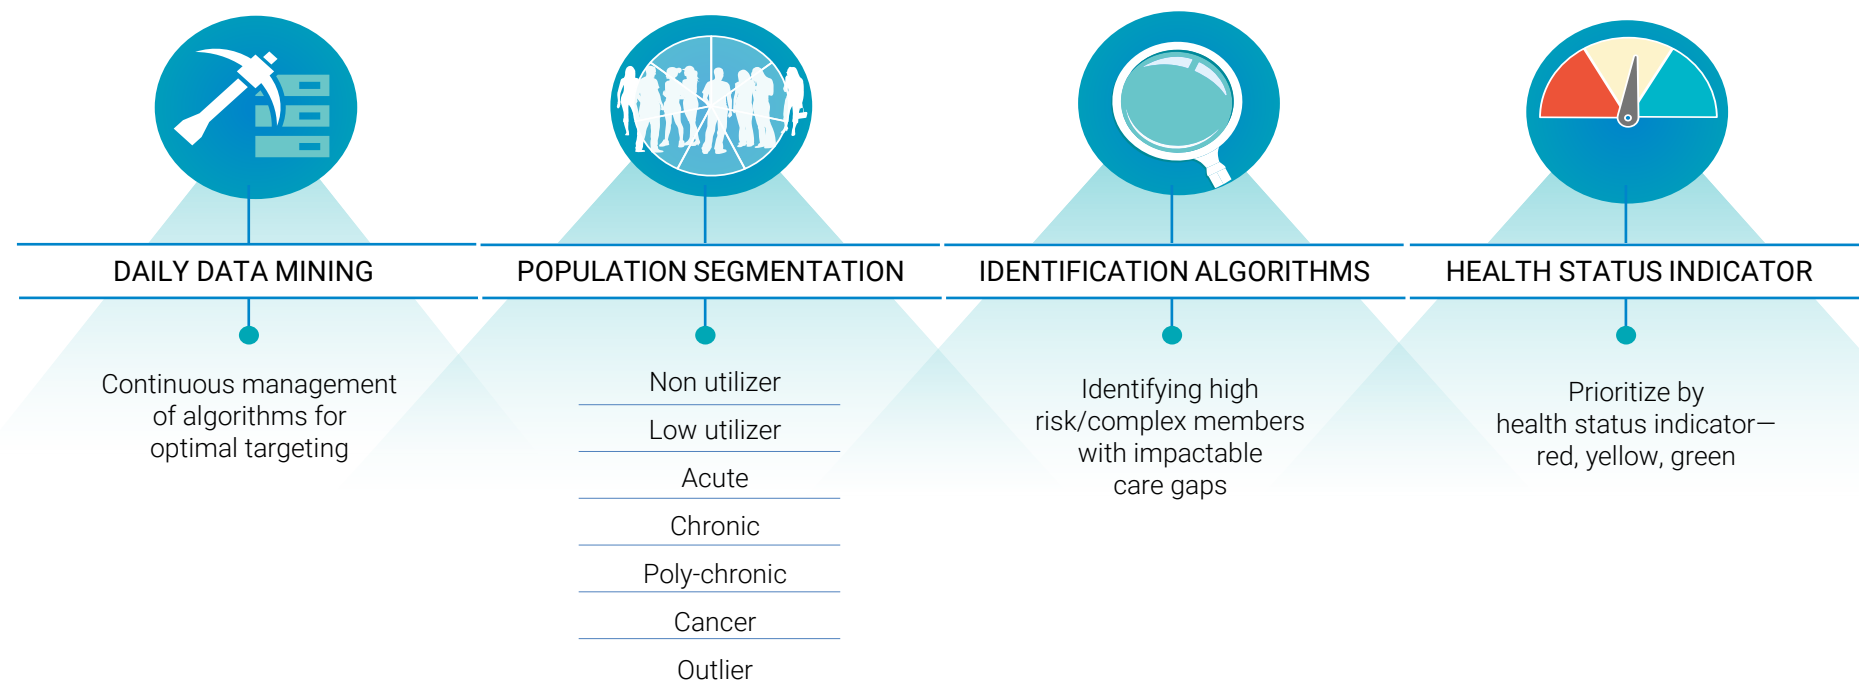 DAILY DATA MINING
Continuous management
of algorithms for
optimal targeting
POPULATION SEGMENTATION
Non utilizer
Low utilizer
Acute
Chronic
Poly-chronic
Cancer
Outlier
IDENTIFICATION ALGORITHMS
Identifying high
risk/complex members
with impactable
care gaps
HEALTH STATUS INDICATOR
Prioritize by
health status indicator—
red, yellow, green